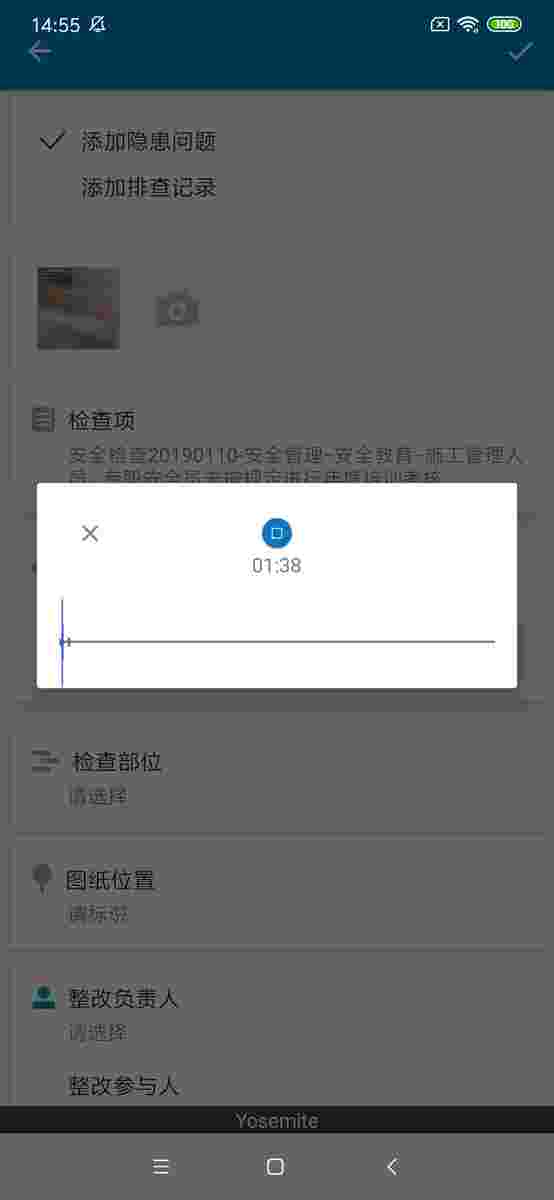 14:55
100
添加隐患问题
添加排查记录
检查项
安全检查20190110-安全管理-安全教育-施工管理人
01:38
检查部位
请选择
图纸位置
请标识
整改负责人
请选择
整改参与人
Yosemite